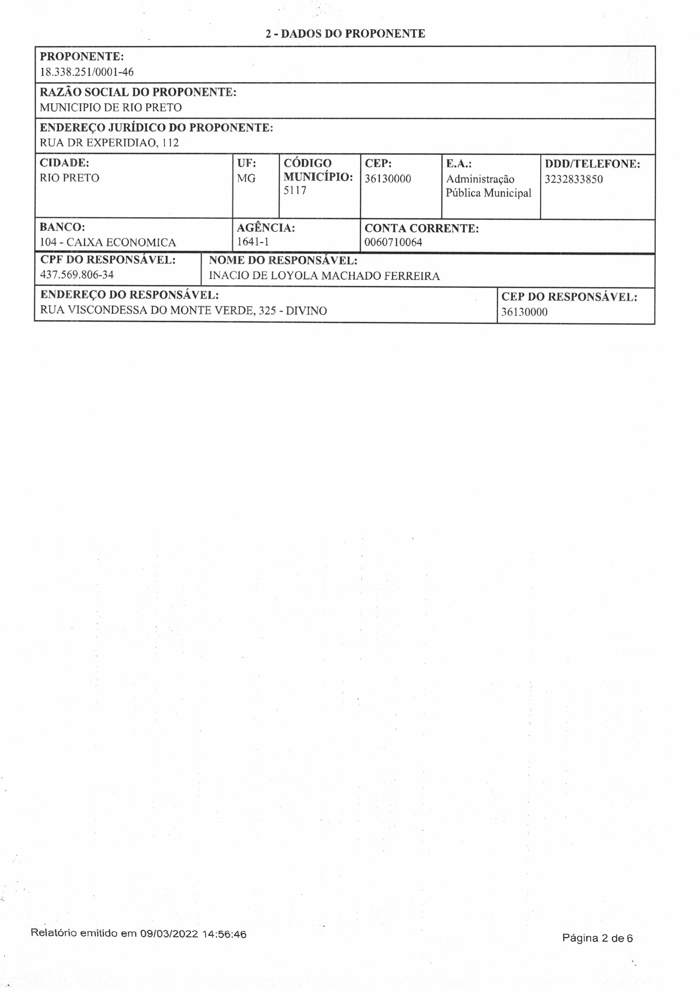 2 - DADOS DO PROPONENTE
PROPONENTE:
18.338.251/0001-46
RAZÃO SOCIAL DO PROPONENTE:
MUNICIPIO DE RIO PRETO
ENDEREÇO JURÍDICO DO PROPONENTE:
RUA DR EXPERIDIAO, 112
CIDADE:
RIO PRETO
UF:
MG
CÓDIGO
MUNICÍPIO:
5117
CEP:
36130000
E.A.:
Administração
Pública Municipal
DDD/TELEFONE:
3232833850
BANCO:
104 - CAIXA ECONOMICA
AGÊNCIA:
1641-1
CONTA CORRENTE:
0060710064
CPF DO RESPONSÁVEL:
437.569.806-34
NOME DO RESPONSÁVEL:
INACIO DE LOYOLA MACHADO FERREIRA
ENDEREÇO DO RESPONSÁVEL:
RUA VISCONDESSA DO MONTE VERDE, 325 - DIVINO
CEP DO RESPONSÁVEL:
36130000
Relatório emitido em 09/03/2022 14:56:46
Página 2 de 6